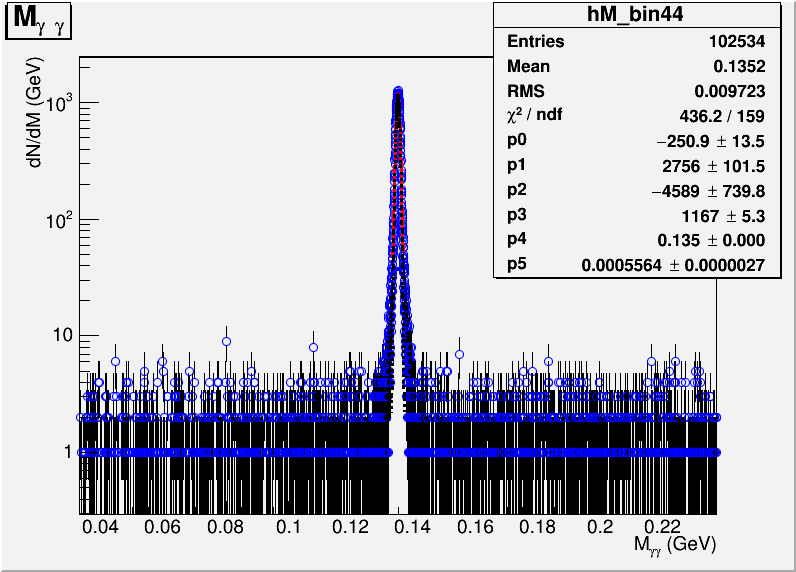 M γ γ
hM_bin44
Entries 102534
Mean 0.1352
RMS 0.009723
χ² / ndf 436.2 / 159
p0 −250.9 ± 13.5
p1 2756 ± 101.5
p2 −4589 ± 739.8
p3 1167 ± 5.3
p4 0.135 ± 0.000
p5 0.0005564 ± 0.0000027
dN/dM (GeV)
10³
10²
10
1
0.04 0.06 0.08 0.1 0.12 0.14 0.16 0.18 0.2 0.22
Mγγ (GeV)